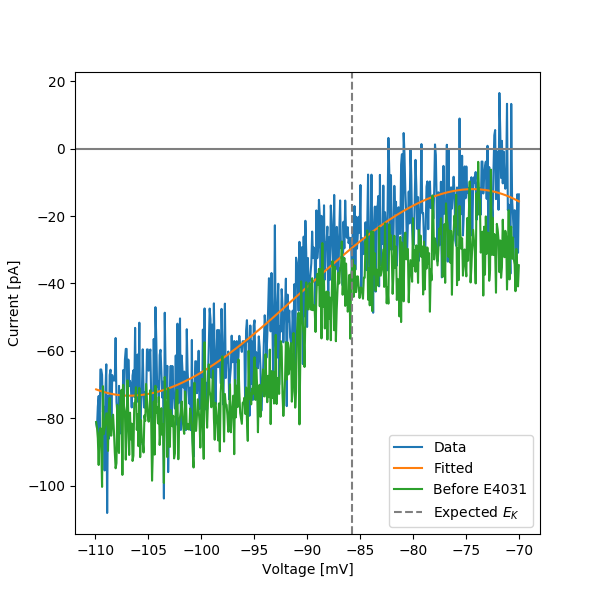 20
0
−20
−40
−60
−80
−100
Current [pA]
−110
−105
−100
−95
−90
−85
−80
−75
−70
Voltage [mV]
Data
Fitted
Before E4031
Expected E_K